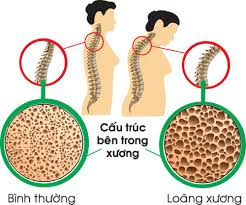 Cấu trúc
bên trong
xương
Bình thường
Loãng xương